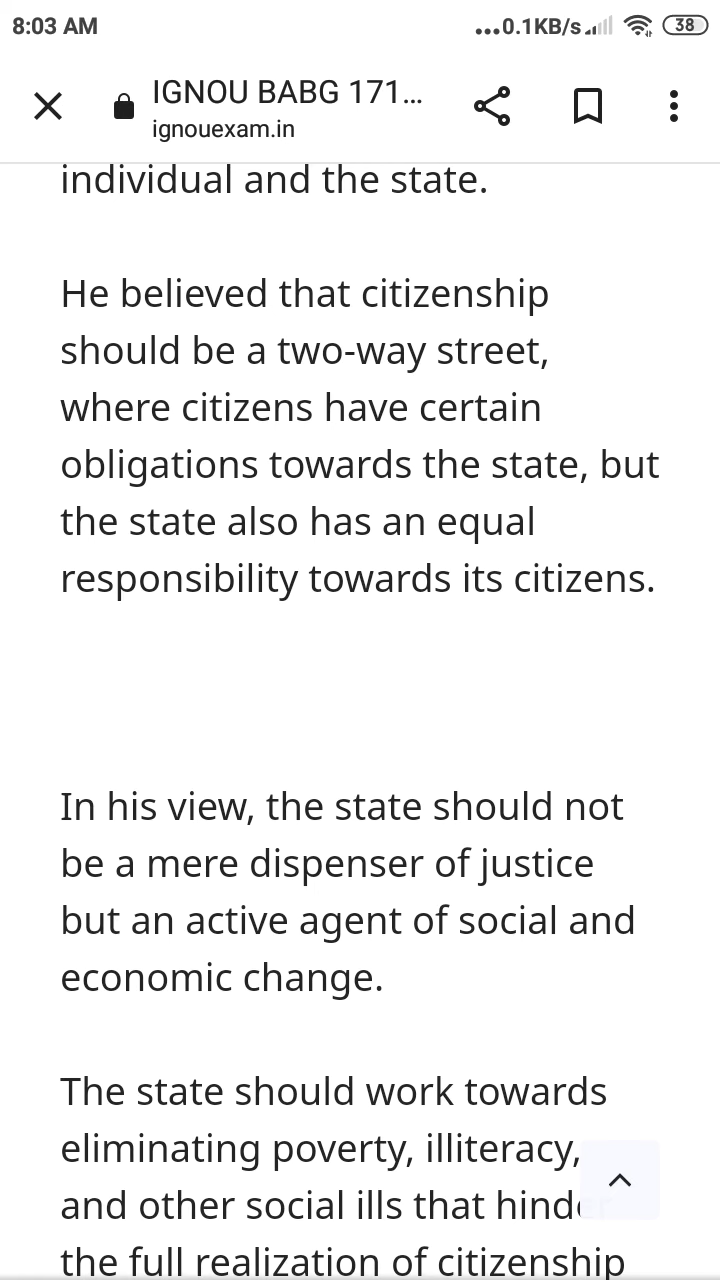 8:03 AM
...0.1KB/s
38
IGNOU BABG 171...
ignouexam.in
individual and the state.
He believed that citizenship
should be a two-way street,
where citizens have certain
obligations towards the state, but
the state also has an equal
responsibility towards its citizens.
In his view, the state should not
be a mere dispenser of justice
but an active agent of social and
economic change.
The state should work towards
eliminating poverty, illiteracy,
and other social ills that hinder
the full realization of citizenship